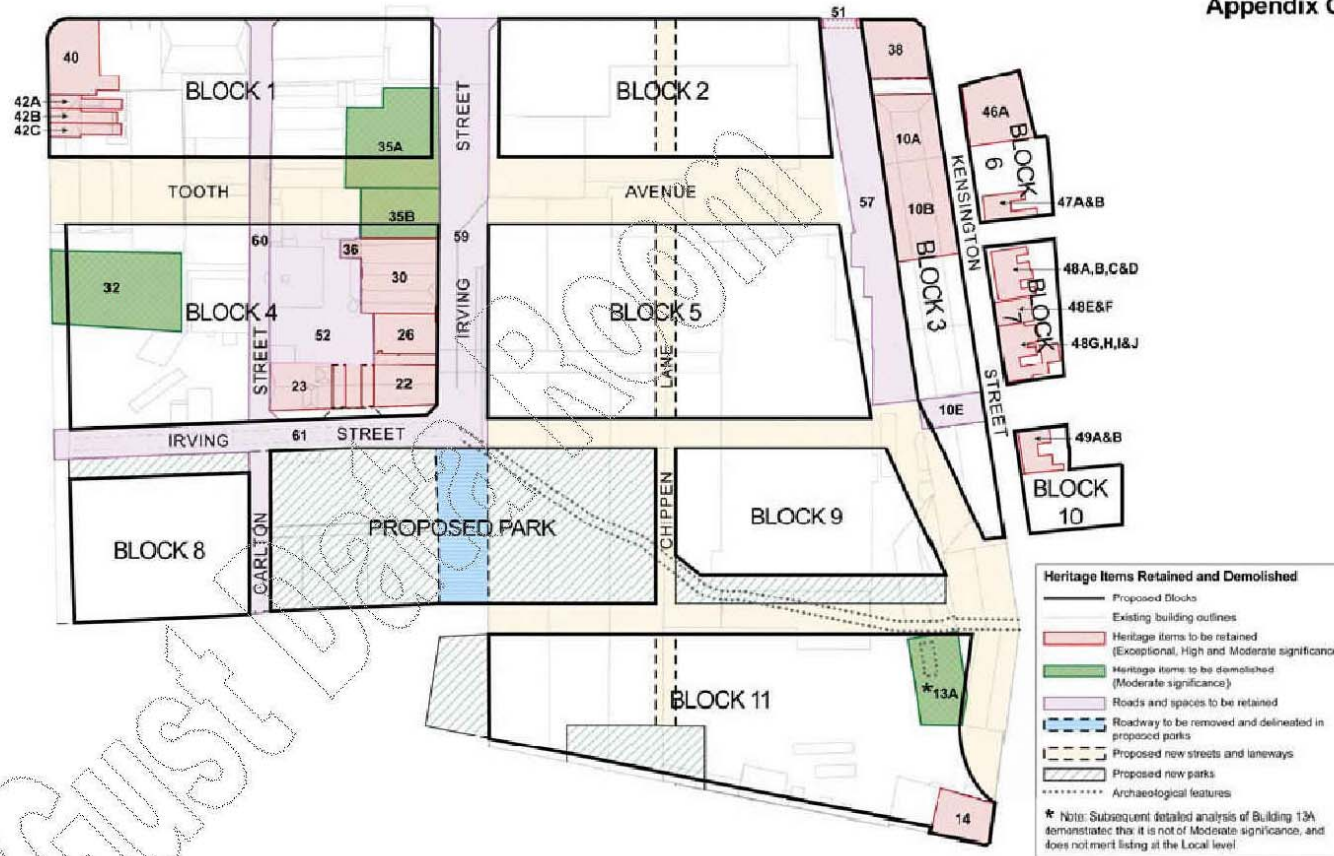 Appendix
51
40
BLOCK 1
STREET
BLOCK 2
38
42A
42B
42C
35A
10A
46A
BLOCK
6
KENSINGTON
TOOTH
AVENUE
57
47A&B
35B
10B
60
36
59
32
30
BLOCK 4
IRVING
BLOCK 5
BLOCK 3
48A,B,C&D
BLOCK
7
48E&F
48G,H,I&J
STREET
52
26
LANE
23
22
10E
STREET
IRVING
61
STREET
49A&B
BLOCK
10
BLOCK 8
CARLTON
PROPOSED PARK
CHIPPEN
BLOCK 9
BLOCK 11
*13A
14
Heritage Items Retained and Demolished
Proposed Blocks
Existing building outlines
Heritage items to be retained
(Exceptional, High and Moderate significance
Heritage items to be demolished
(Moderate significance)
Roads and spaces to be retained
Roadway to be removed and delineated in
proposed parks
Proposed new streets and laneways
Proposed new parks
Archaeological features
* Note: Subsequent detailed analysis of Building 13A
demonstrated that it is not of Moderate significance, and
does not merit listing at the Local level
Gust Data Room